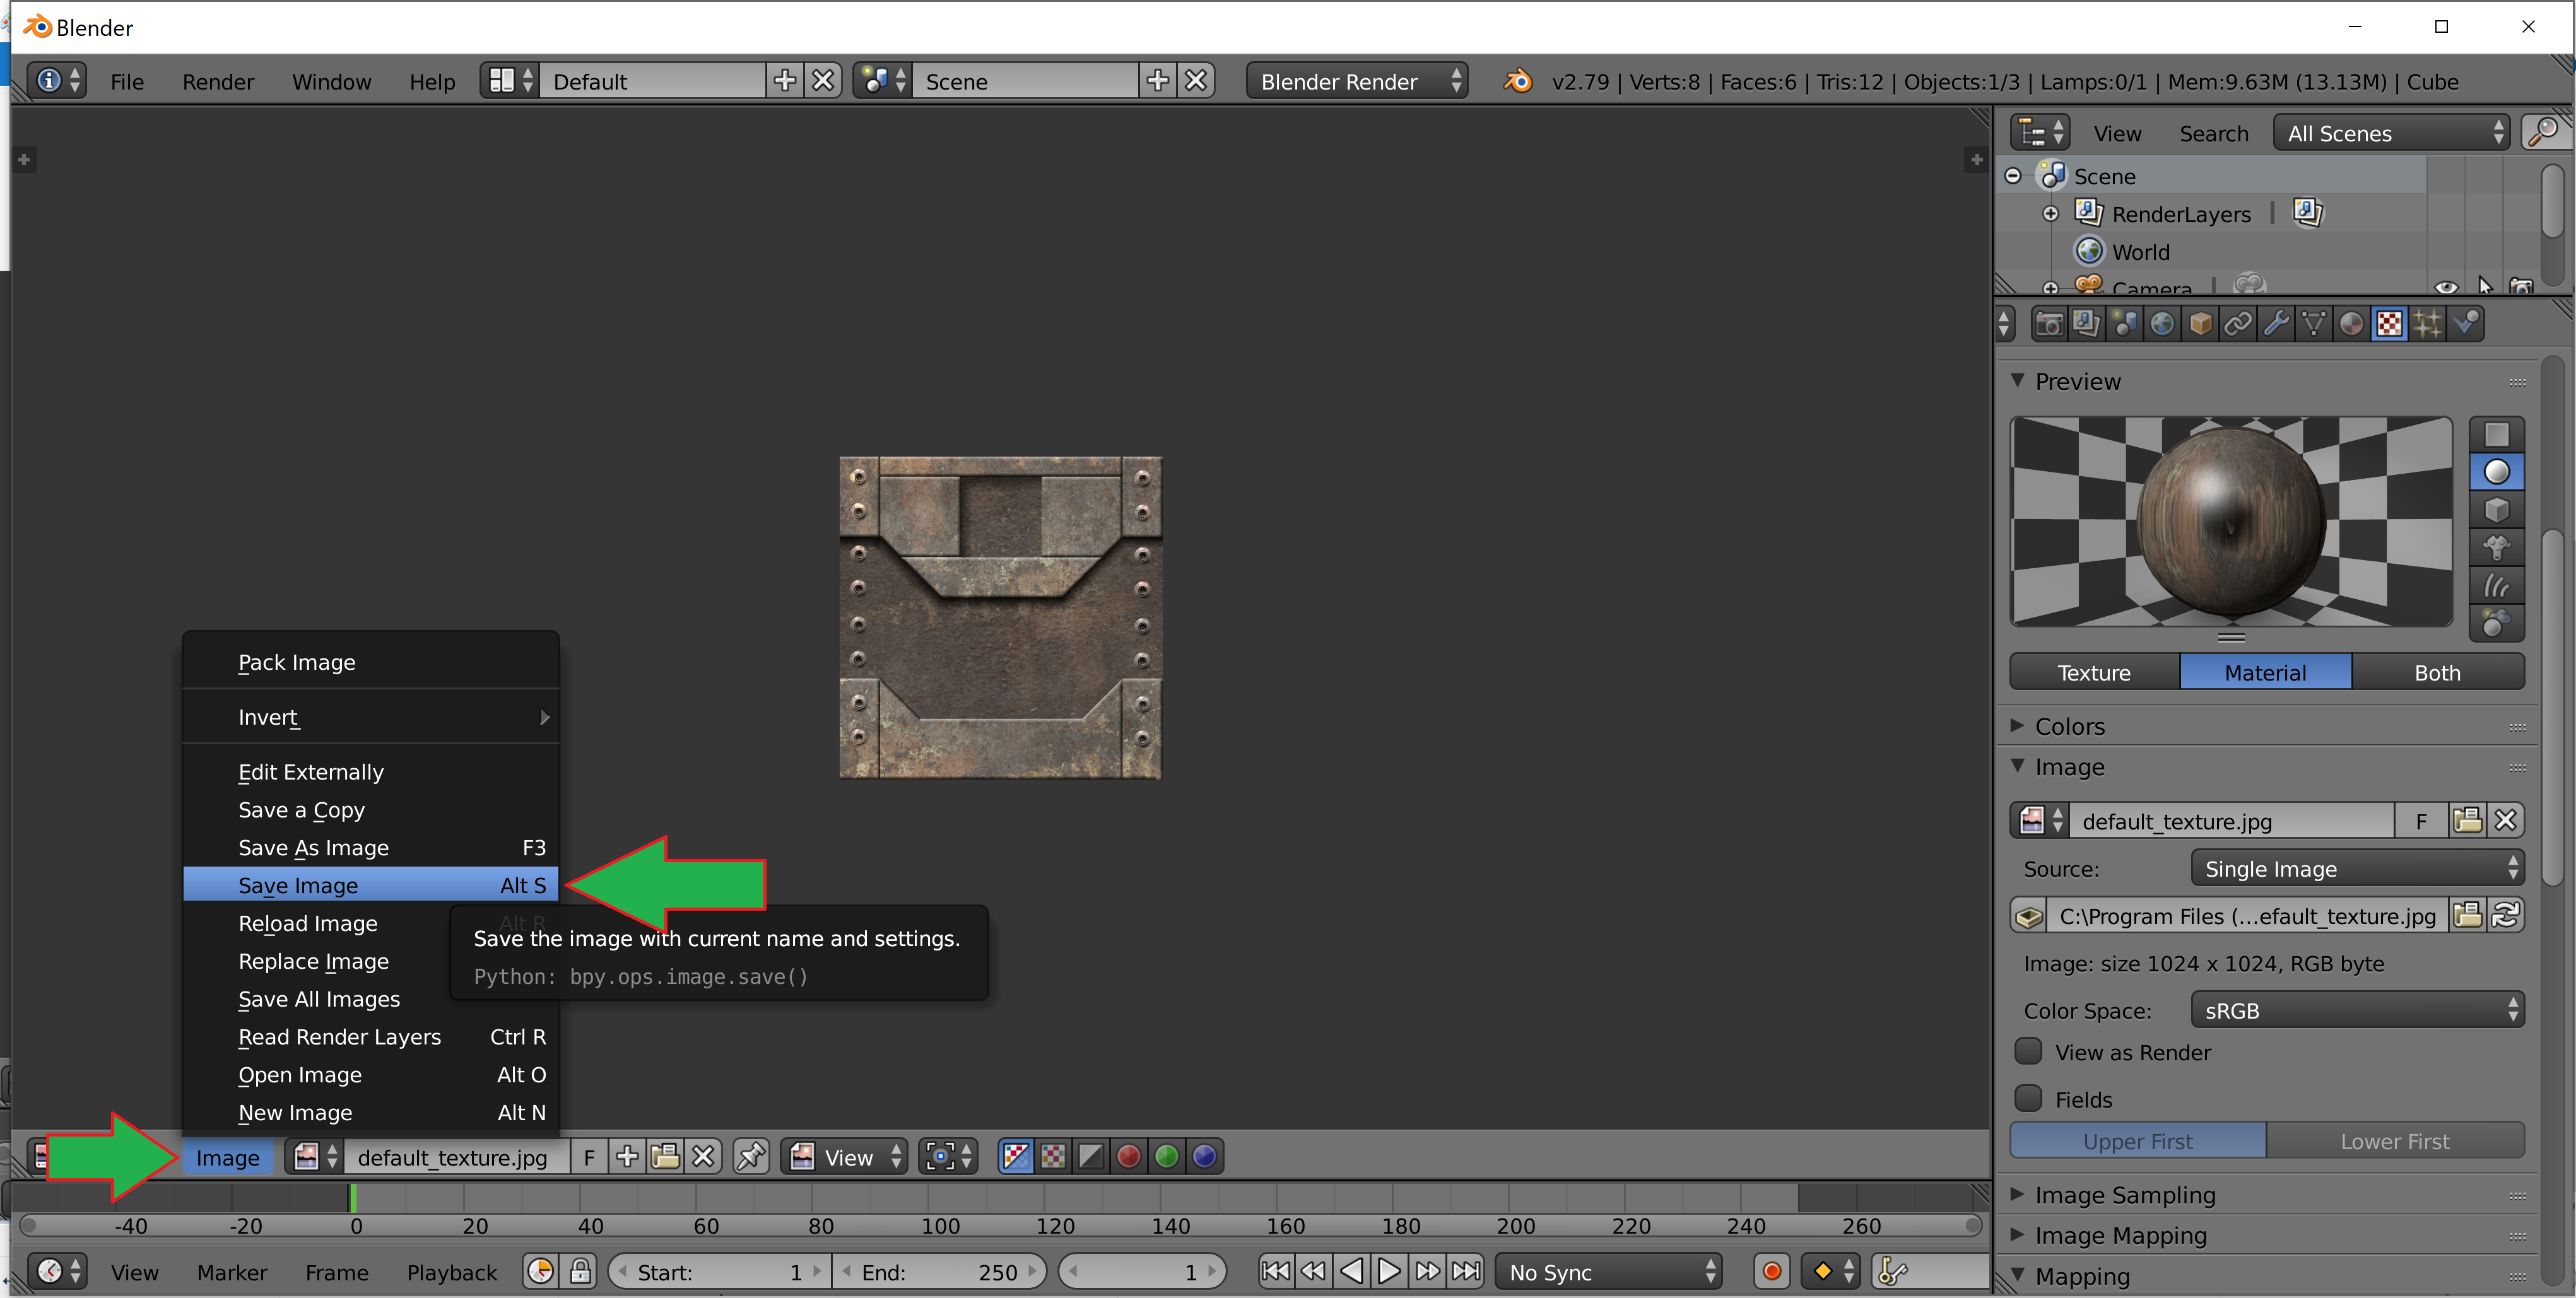 Blender
File Render Window Help Default Scene Blender Render v2.79 | Verts:8 | Faces:6 | Tris:12 | Objects:1/3 | Lamps:0/1 | Mem:9.63M (13.13M) | Cube
View Search All Scenes
Scene
RenderLayers
World
Camera
Preview
Texture Material Both
Colors
Image
default_texture.jpg F
Source: Single Image
C:\Program Files (...efault_texture.jpg
Image: size 1024 x 1024, RGB byte
Color Space: sRGB
View as Render
Fields
Upper First Lower First
Image Sampling
Image Mapping
Mapping
Pack Image
Invert
Edit Externally
Save a Copy
Save As Image F3
Save Image Alt S
Reload Image Alt R
Replace Image
Save All Images
Read Render Layers Ctrl R
Open Image Alt O
New Image Alt N
Save the image with current name and settings.
Python: bpy.ops.image.save()
Image default_texture.jpg F View
-40 -20 0 20 40 60 80 100 120 140 160 180 200 220 240 260
View Marker Frame Playback Start: 1 End: 250 1 No Sync